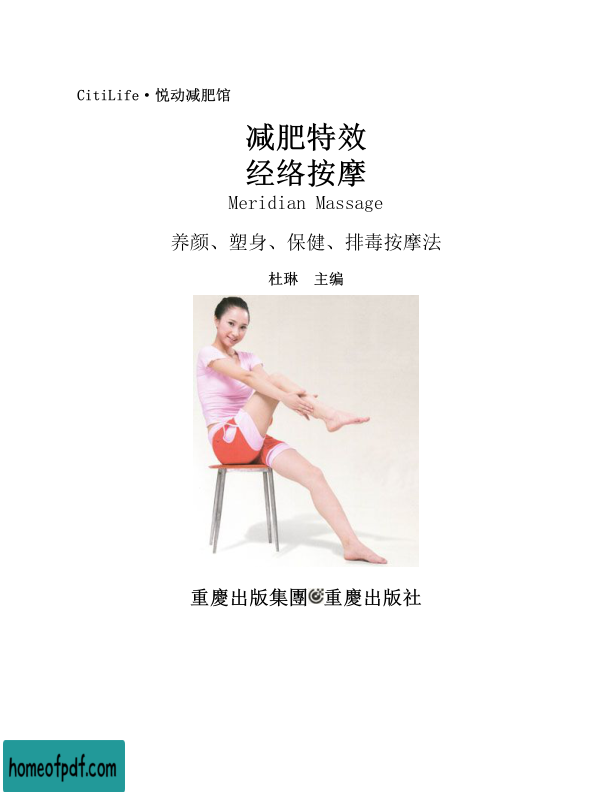 CitiLife·悦动减肥馆
减肥特效
经络按摩
Meridian Massage
养颜、塑身、保健、排毒按摩法
杜琳 主编
重慶出版集團 重慶出版社
homeofpdf.com